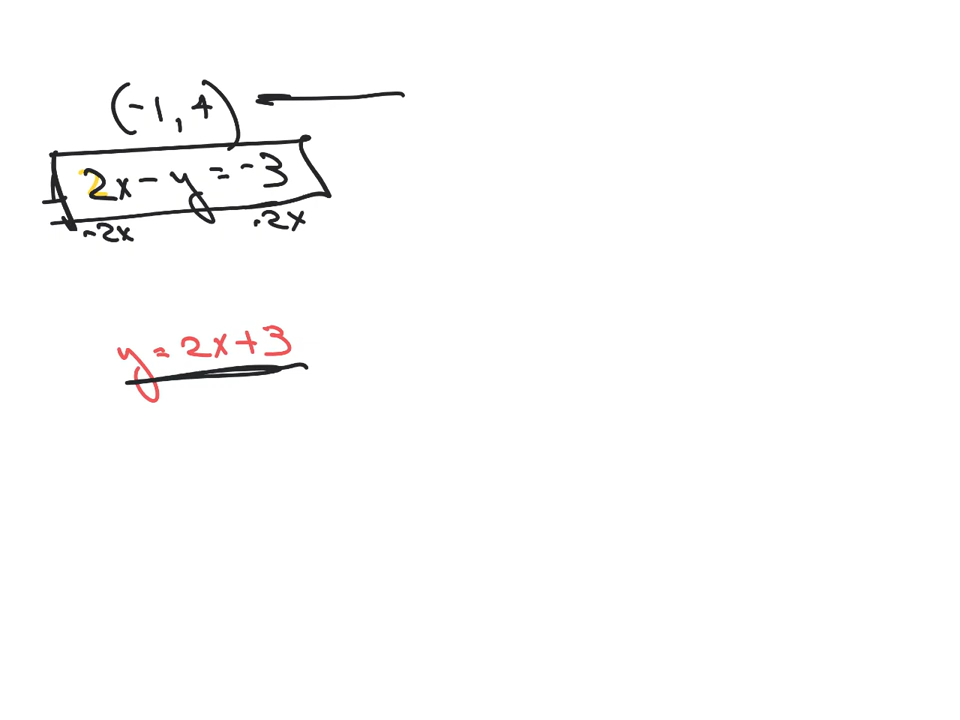 (-1, 4)
2x - y = -3
-2x -2x
y = 2x + 3